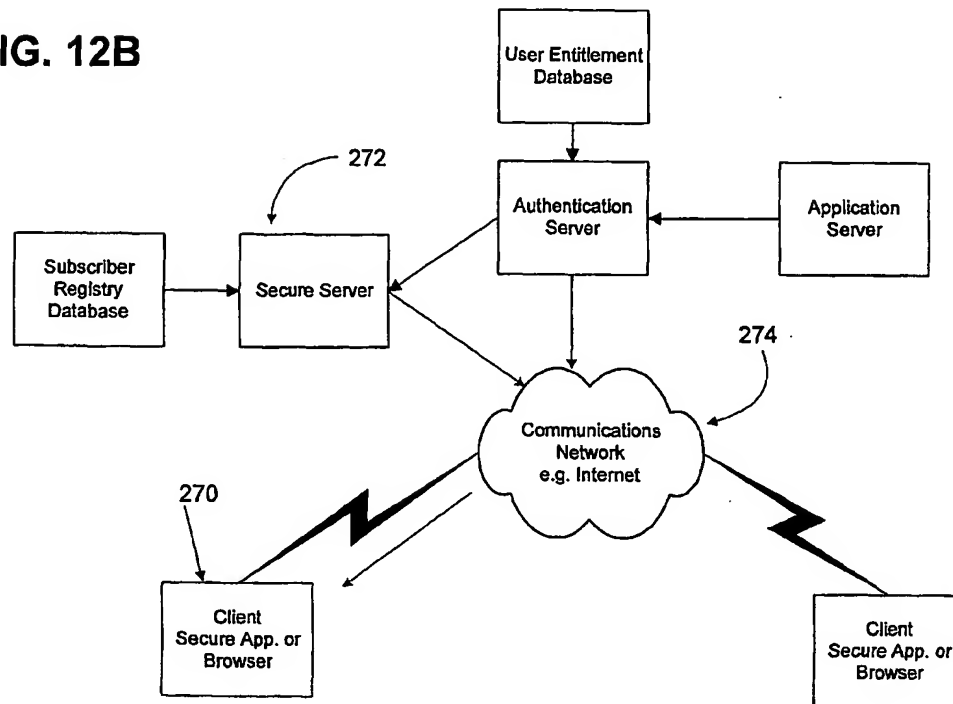 IG. 12B
User Entitlement
Database
272
Authentication
Server
Application
Server
Subscriber
Registry
Database
Secure Server
274
Communications
Network
e.g. Internet
270
Client
Secure App. or
Browser
Client
Secure App. or
Browser